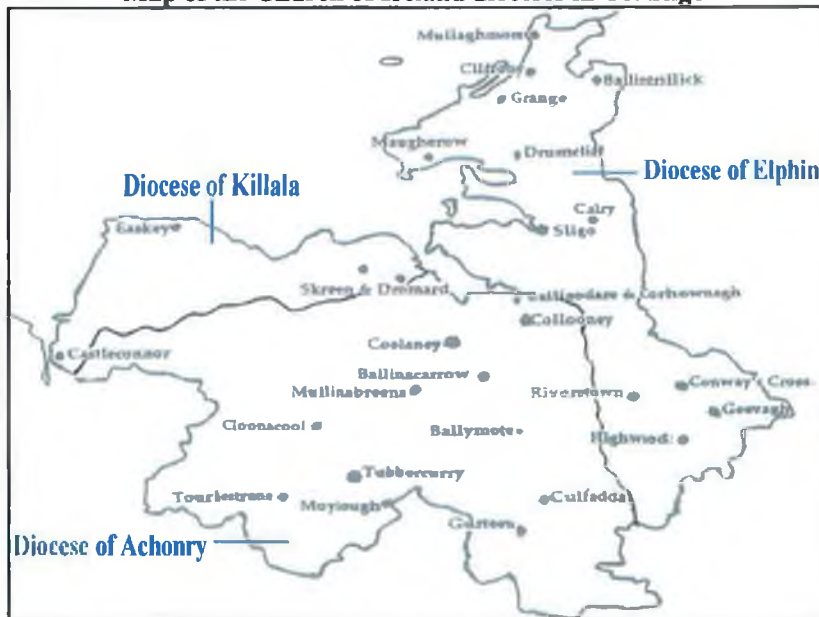 Mullaghmore
Cliffoney
Ballintrillick
Grange
Maugherow
Drumcliff
Diocese of Elphin
Diocese of Killala
Calry
Easkey
Sligo
Skreen & Dromard
Ballisodare & Corhownagh
Collooney
Castleconnor
Coolaney
Ballinacarrow
Conway's Cross
Mullinabreena
Riverstown
Geevagh
Cloonacool
Ballymote
Highwood
Tubbercurry
Tourlestrane
Moylough
Culfadda
Gurteen
Diocese of Achonry